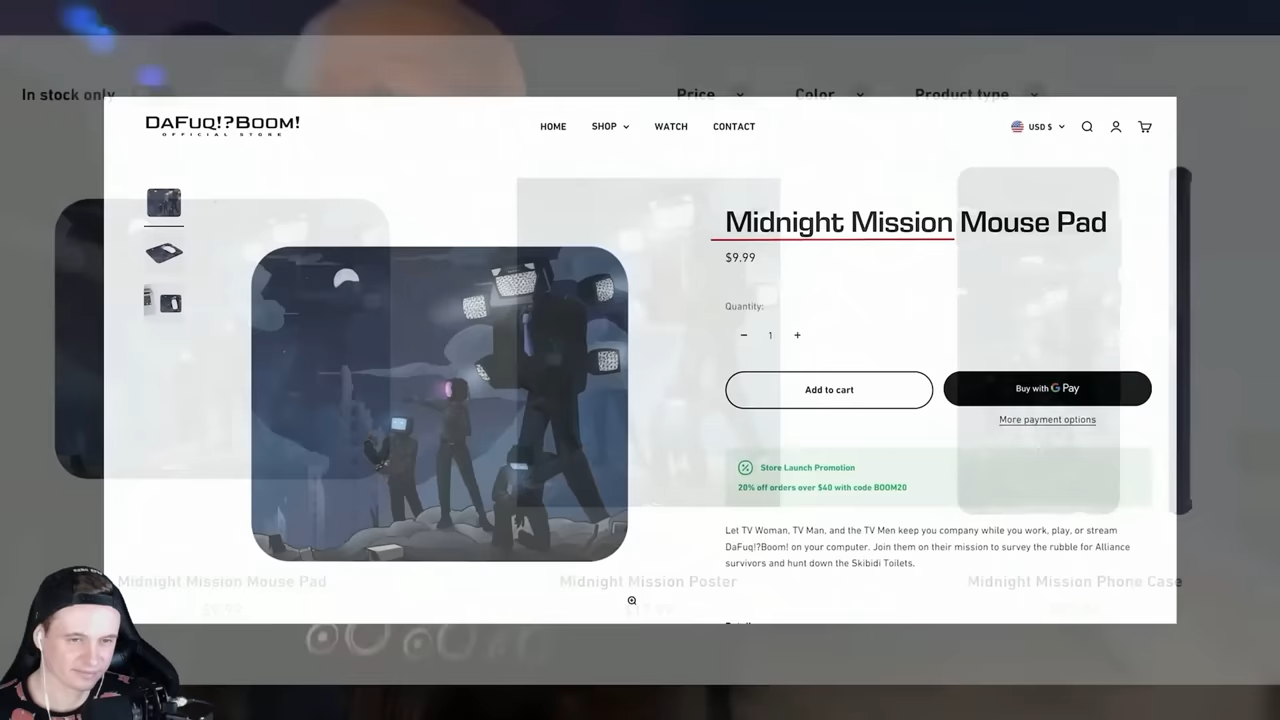 In stock only
Price
Color
Product type
DaFuq!?Boom!
OFFICIAL STORE
HOME
SHOP
WATCH
CONTACT
USD $
Midnight Mission Mouse Pad
$9.99
Quantity:
− 1 +
Add to cart
Buy with G Pay
More payment options
Store Launch Promotion
20% off orders over $40 with code BOOM20
Let TV Woman, TV Man, and the TV Men keep you company while you work, play, or stream
DaFuq!?Boom! on your computer. Join them on their mission to survey the rubble for Alliance
survivors and hunt down the Skibidi Toilets.
Midnight Mission Mouse Pad
$9.99
Midnight Mission Poster
Midnight Mission Phone Case